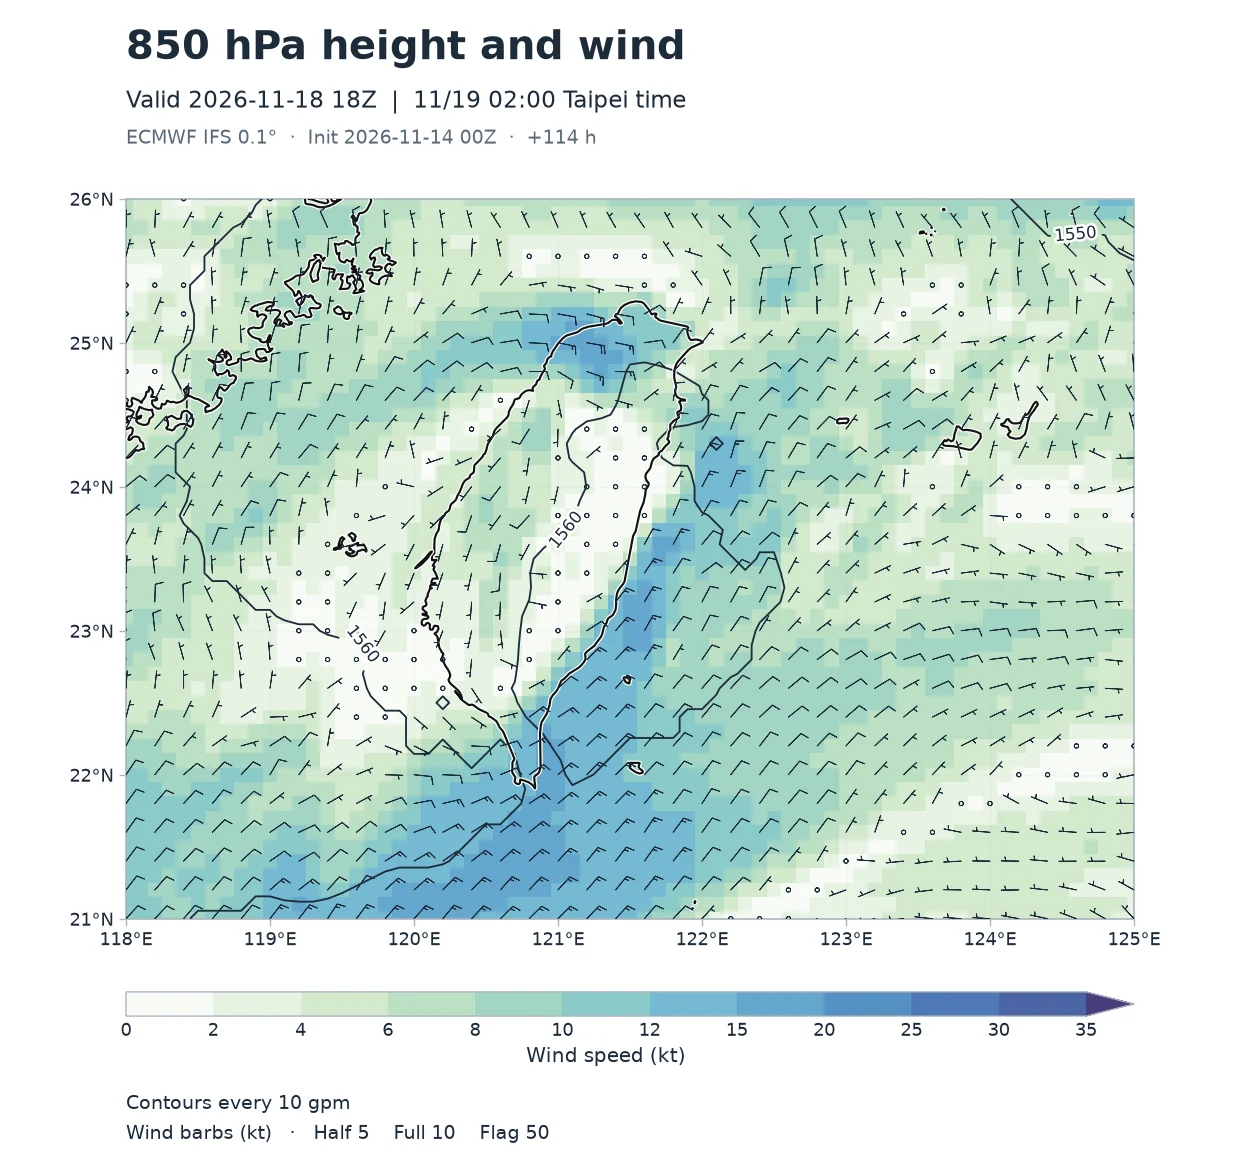 850 hPa height and wind
Valid 2026-11-18 18Z | 11/19 02:00 Taipei time
ECMWF IFS 0.1° · Init 2026-11-14 00Z · +114 h
26°N
1550
25°N
24°N
1560
23°N
1560
22°N
21°N
118°E 119°E 120°E 121°E 122°E 123°E 124°E 125°E
0 2 4 6 8 10 12 15 20 25 30 35
Wind speed (kt)
Contours every 10 gpm
Wind barbs (kt) · Half 5 Full 10 Flag 50